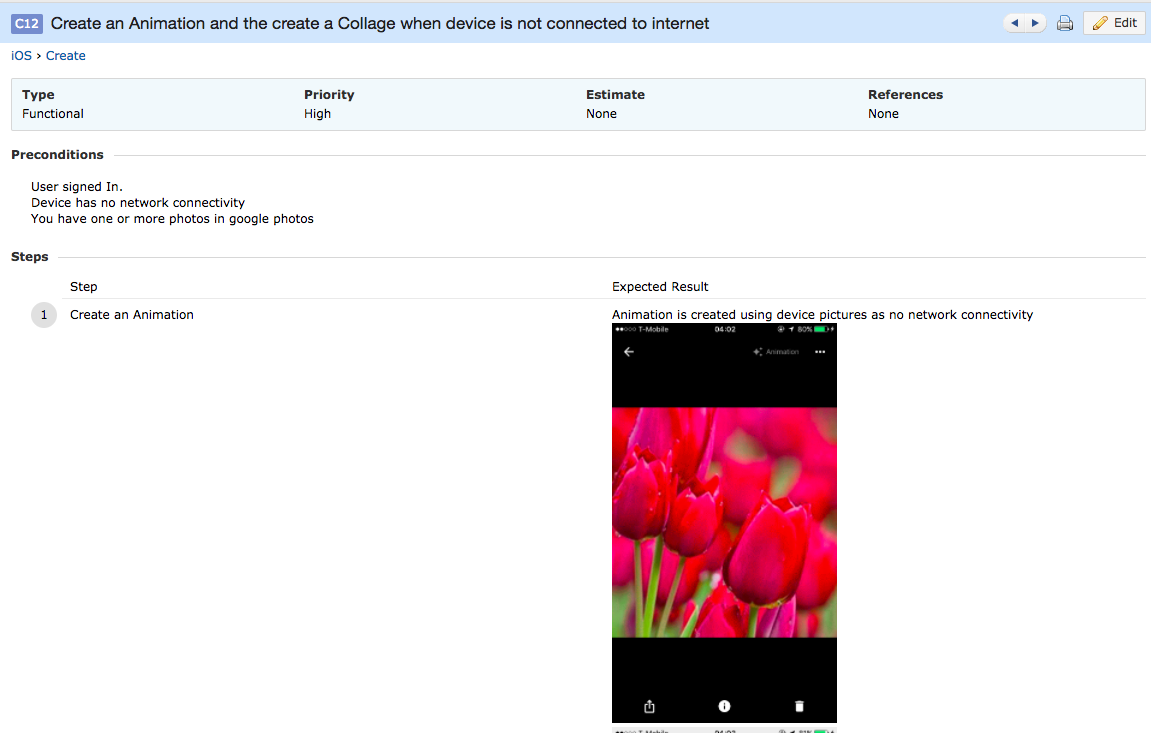 C12 Create an Animation and the create a Collage when device is not connected to internet
Edit
iOS > Create
Type Priority Estimate References
Functional High None None
Preconditions
User signed In.
Device has no network connectivity
You have one or more photos in google photos
Steps
Step Expected Result
1 Create an Animation Animation is created using device pictures as no network connectivity
T-Mobile 04:02 80%
Animation